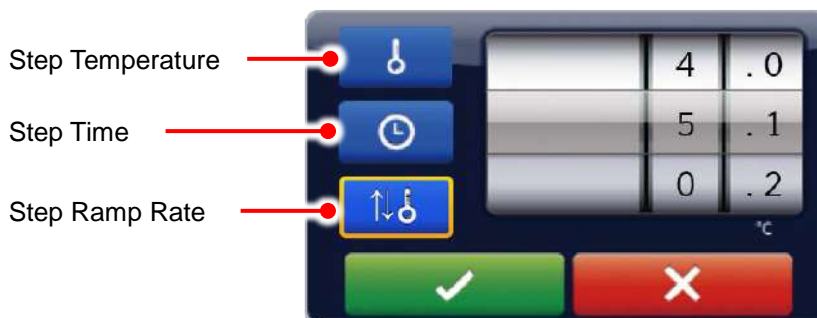 Step Temperature
4 .0
Step Time
5 .1
Step Ramp Rate
0 .2
°C